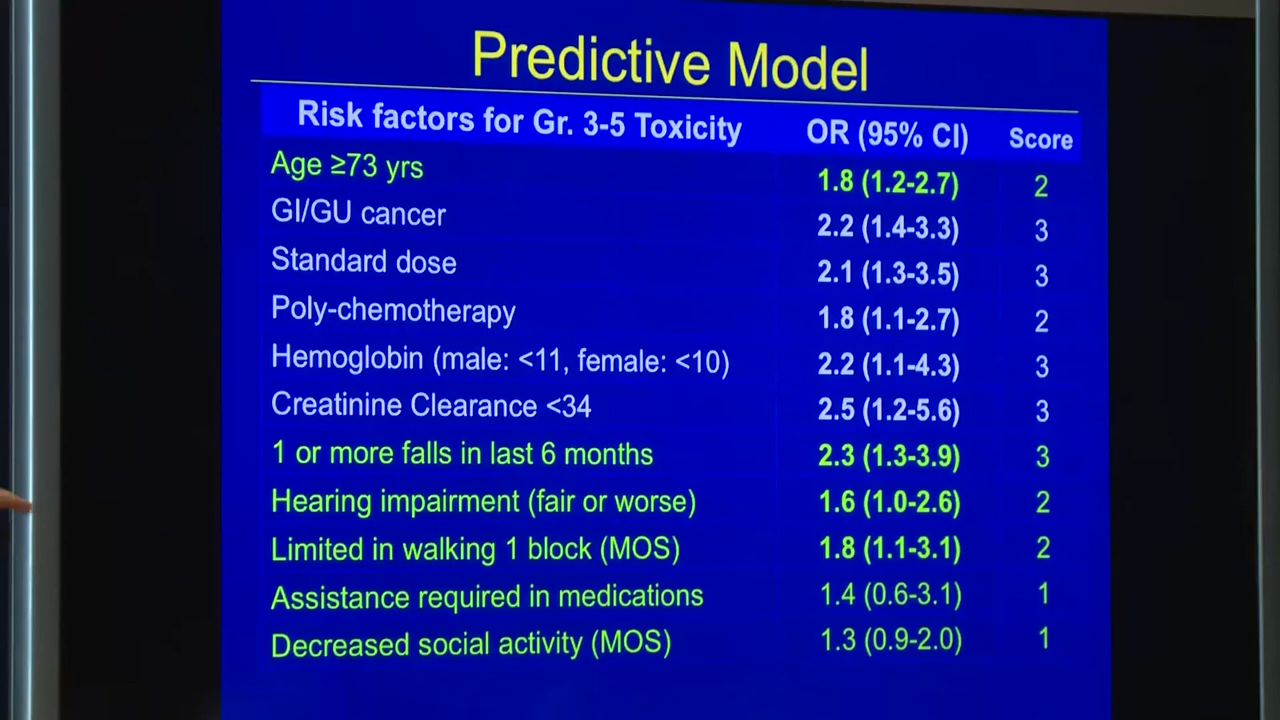 Predictive Model
Risk factors for Gr. 3-5 Toxicity OR (95% CI) Score
Age ≥73 yrs 1.8 (1.2-2.7) 2
GI/GU cancer 2.2 (1.4-3.3) 3
Standard dose 2.1 (1.3-3.5) 3
Poly-chemotherapy 1.8 (1.1-2.7) 2
Hemoglobin (male: <11, female: <10) 2.2 (1.1-4.3) 3
Creatinine Clearance <34 2.5 (1.2-5.6) 3
1 or more falls in last 6 months 2.3 (1.3-3.9) 3
Hearing impairment (fair or worse) 1.6 (1.0-2.6) 2
Limited in walking 1 block (MOS) 1.8 (1.1-3.1) 2
Assistance required in medications 1.4 (0.6-3.1) 1
Decreased social activity (MOS) 1.3 (0.9-2.0) 1